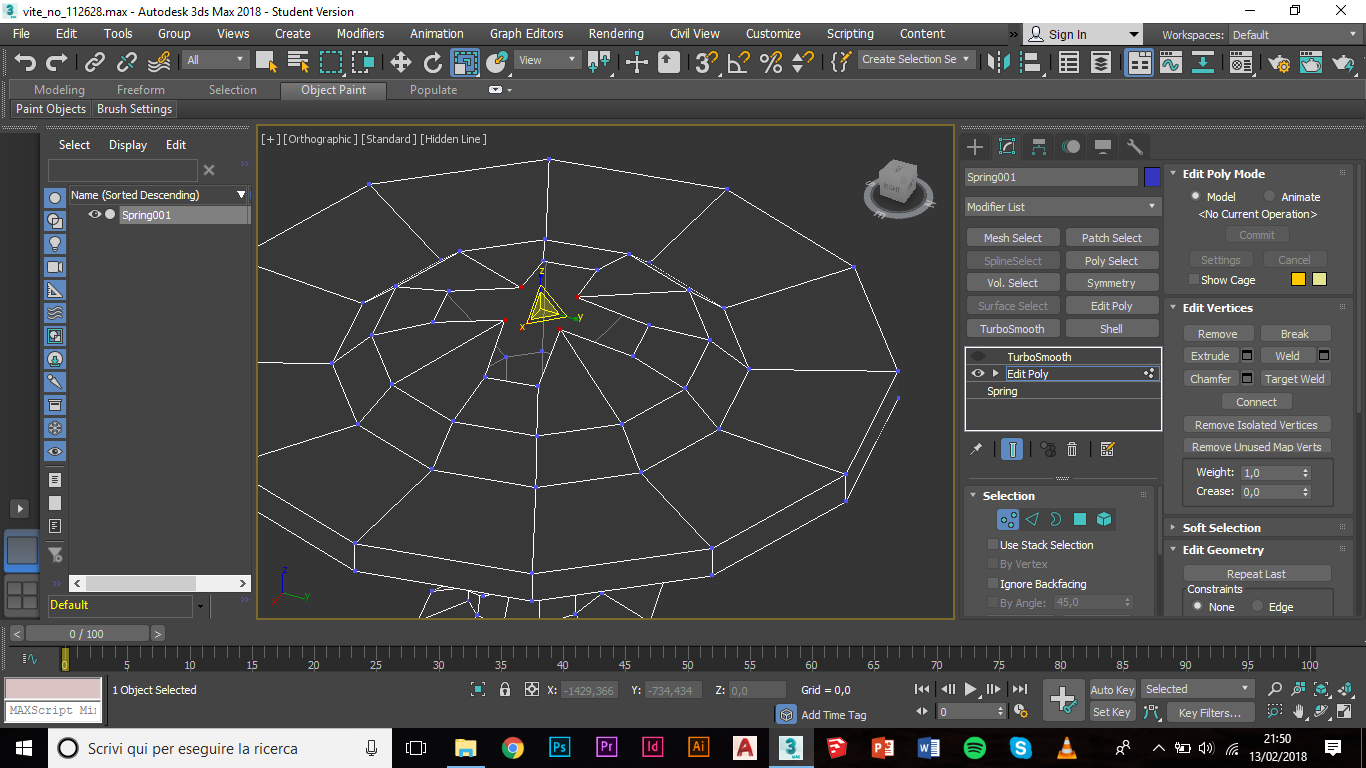 vite_no_112628.max - Autodesk 3ds Max 2018 - Student Version
File Edit Tools Group Views Create Modifiers Animation Graph Editors Rendering Civil View Customize Scripting Content » Sign In Workspaces: Default
All View Create Selection Se
Modeling Freeform Selection Object Paint Populate
Paint Objects Brush Settings
Select Display Edit
Name (Sorted Descending)
Spring001
Default
[+] [Orthographic] [Standard] [Hidden Line]
RIGHT
z
x y
z
x y
Spring001
Modifier List
Mesh Select Patch Select
SplineSelect Poly Select
Vol. Select Symmetry
Surface Select Edit Poly
TurboSmooth Shell
TurboSmooth
Edit Poly
Spring
Selection
Use Stack Selection
By Vertex
Ignore Backfacing
By Angle: 45,0
Edit Poly Mode
Model Animate
<No Current Operation>
Commit
Settings Cancel
Show Cage
Edit Vertices
Remove Break
Extrude Weld
Chamfer Target Weld
Connect
Remove Isolated Vertices
Remove Unused Map Verts
Weight: 1,0
Crease: 0,0
Soft Selection
Edit Geometry
Repeat Last
Constraints
None Edge
< 0 / 100 >
0 5 10 15 20 25 30 35 40 45 50 55 60 65 70 75 80 85 90 95 100
1 Object Selected X: -1429,366 Y: -734,434 Z: 0,0 Grid = 0,0 Auto Key Selected
MAXScript Mi
Add Time Tag 0 Set Key Key Filters...
Scrivi qui per eseguire la ricerca
Ps Pr Id Ai A 3 MAX P W S
21:50
13/02/2018